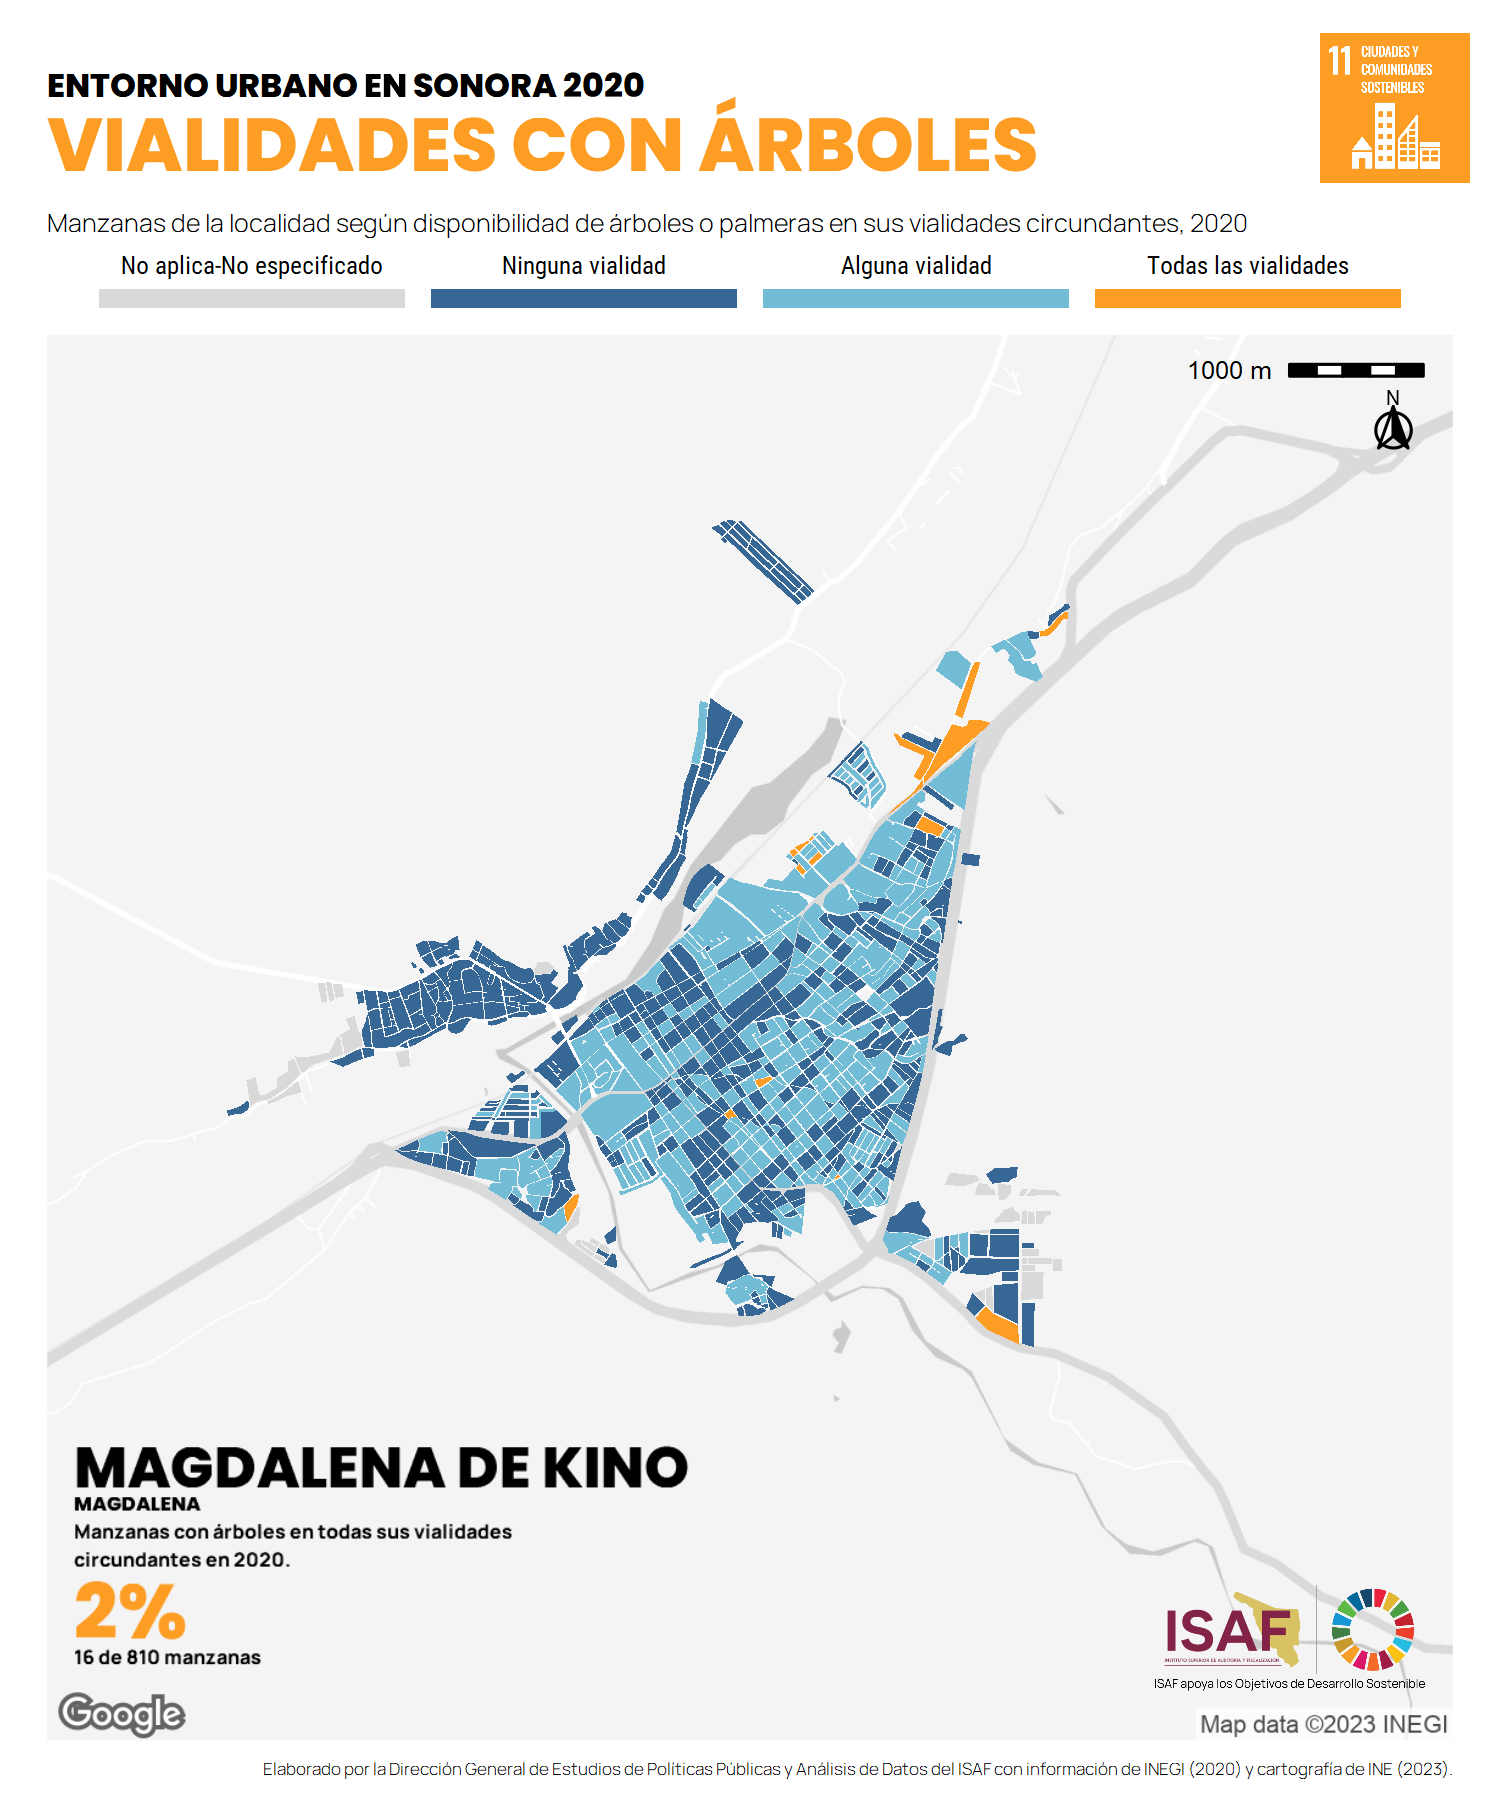 ENTORNO URBANO EN SONORA 2020
VIALIDADES CON ÁRBOLES
11 CIUDADES Y
COMUNIDADES
SOSTENIBLES
Manzanas de la localidad según disponibilidad de árboles o palmeras en sus vialidades circundantes, 2020
No aplica-No especificado Ninguna vialidad Alguna vialidad Todas las vialidades
1000 m
N
MAGDALENA DE KINO
MAGDALENA
Manzanas con árboles en todas sus vialidades
circundantes en 2020.
2%
16 de 810 manzanas
ISAF
INSTITUTO SUPERIOR DE AUDITORÍA Y FISCALIZACIÓN
ISAF apoya los Objetivos de Desarrollo Sostenible
Google
Map data ©2023 INEGI
Elaborado por la Dirección General de Estudios de Políticas Públicas y Análisis de Datos del ISAF con información de INEGI (2020) y cartografía de INE (2023).